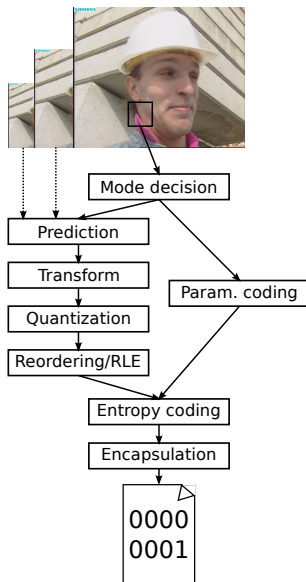 Mode decision
Prediction
Transform
Param. coding
Quantization
Reordering/RLE
Entropy coding
Encapsulation
0000
0001